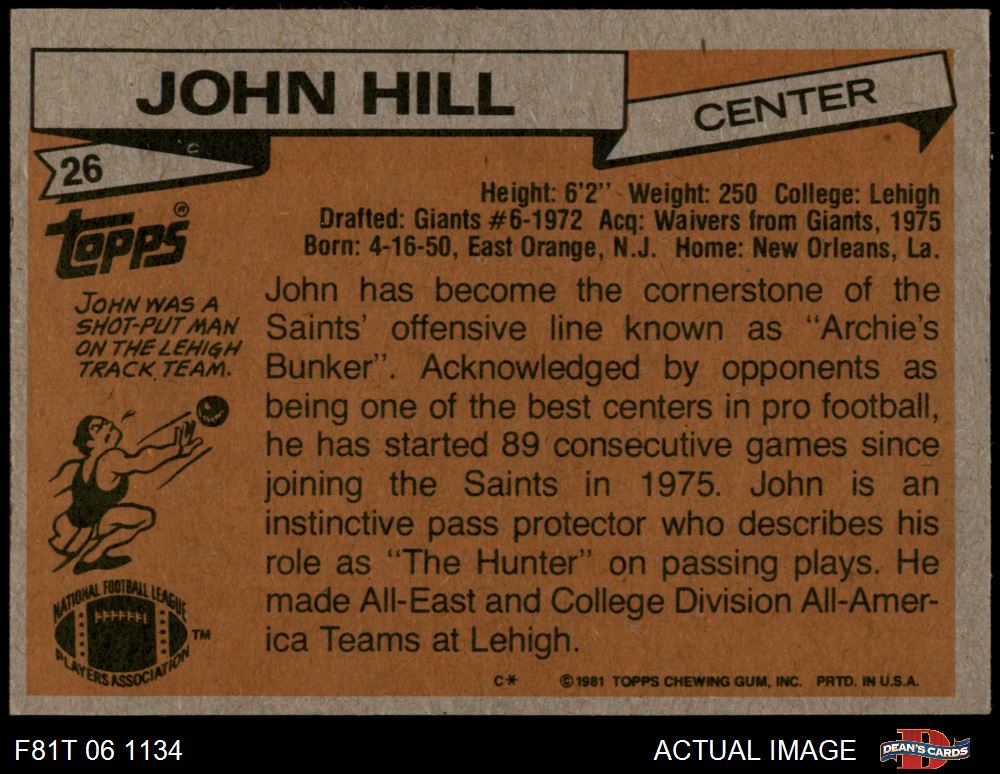 JOHN HILL
CENTER
26
C
Topps®
Height: 6'2" Weight: 250 College: Lehigh
Drafted: Giants #6-1972 Acq: Waivers from Giants, 1975
Born: 4-16-50, East Orange, N.J. Home: New Orleans, La.
JOHN WAS A
SHOT-PUT MAN
ON THE LEHIGH
TRACK TEAM.
John has become the cornerstone of the
Saints' offensive line known as "Archie's
Bunker". Acknowledged by opponents as
being one of the best centers in pro football,
he has started 89 consecutive games since
joining the Saints in 1975. John is an
instinctive pass protector who describes his
role as "The Hunter" on passing plays. He
made All-East and College Division All-Amer-
ica Teams at Lehigh.
NATIONAL FOOTBALL LEAGUE
PLAYERS ASSOCIATION
TM
C* ©1981 TOPPS CHEWING GUM, INC. PRTD. IN U.S.A.
F81T 06 1134
ACTUAL IMAGE
DEAN'S CARDS